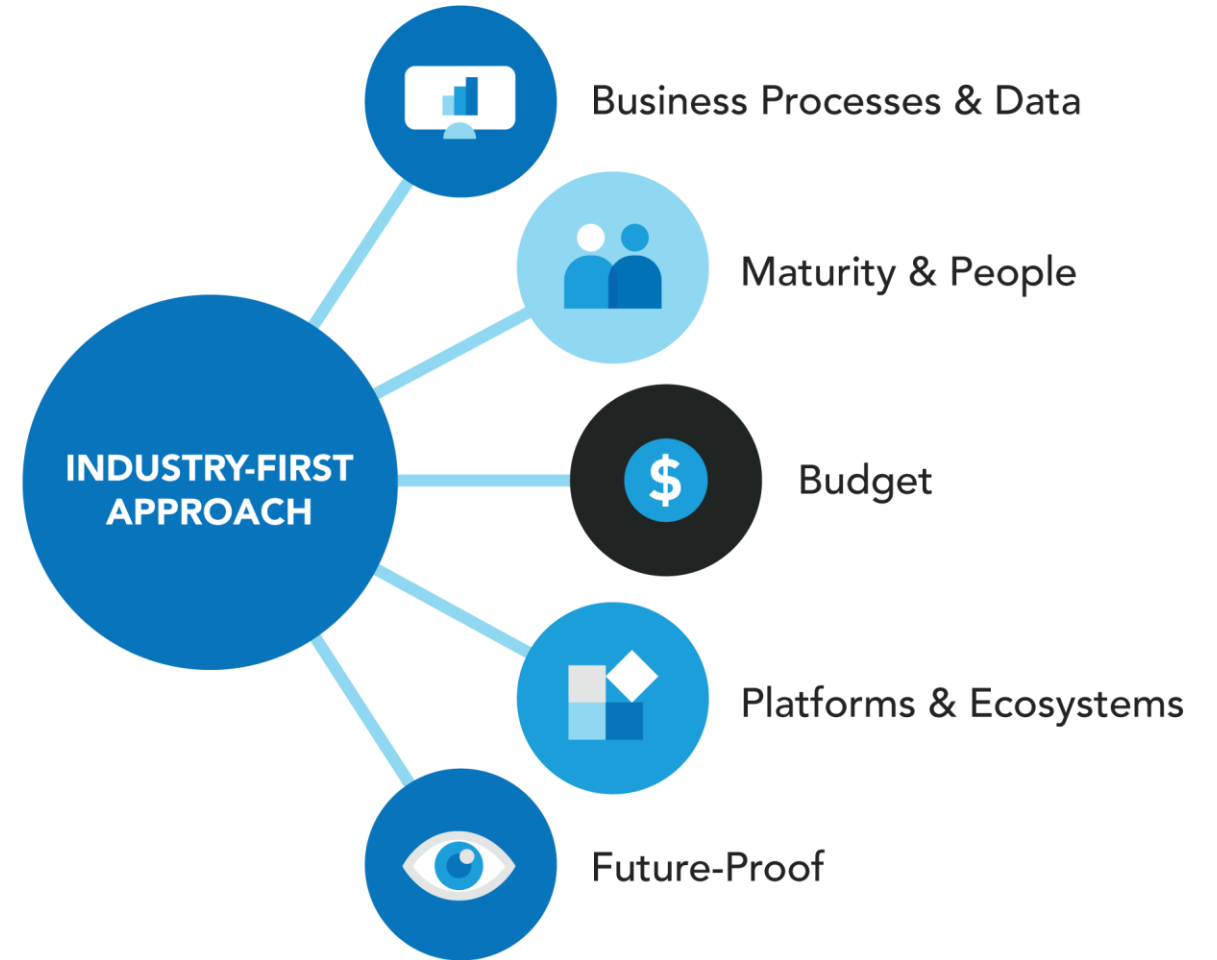 Business Processes & Data
Maturity & People
INDUSTRY-FIRST
APPROACH
$
Budget
Platforms & Ecosystems
Future-Proof